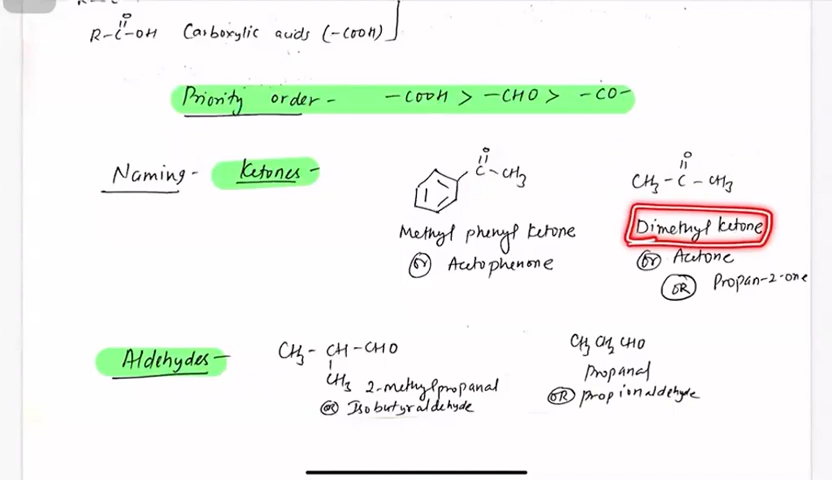 R-C-OH Carboxylic acids (-COOH)
O
Priority order - -COOH > -CHO > -CO-
Naming - Ketones -
O
C-CH3
Methyl phenyl ketone
OR Acetophenone
O
CH3-C-CH3
Dimethyl ketone
OR Acetone
OR Propan-2-one
Aldehydes -
CH3-CH-CHO
CH3 2-methylpropanal
OR Isobutyraldehyde
CH3CH2CHO
Propanal
OR propionaldehyde